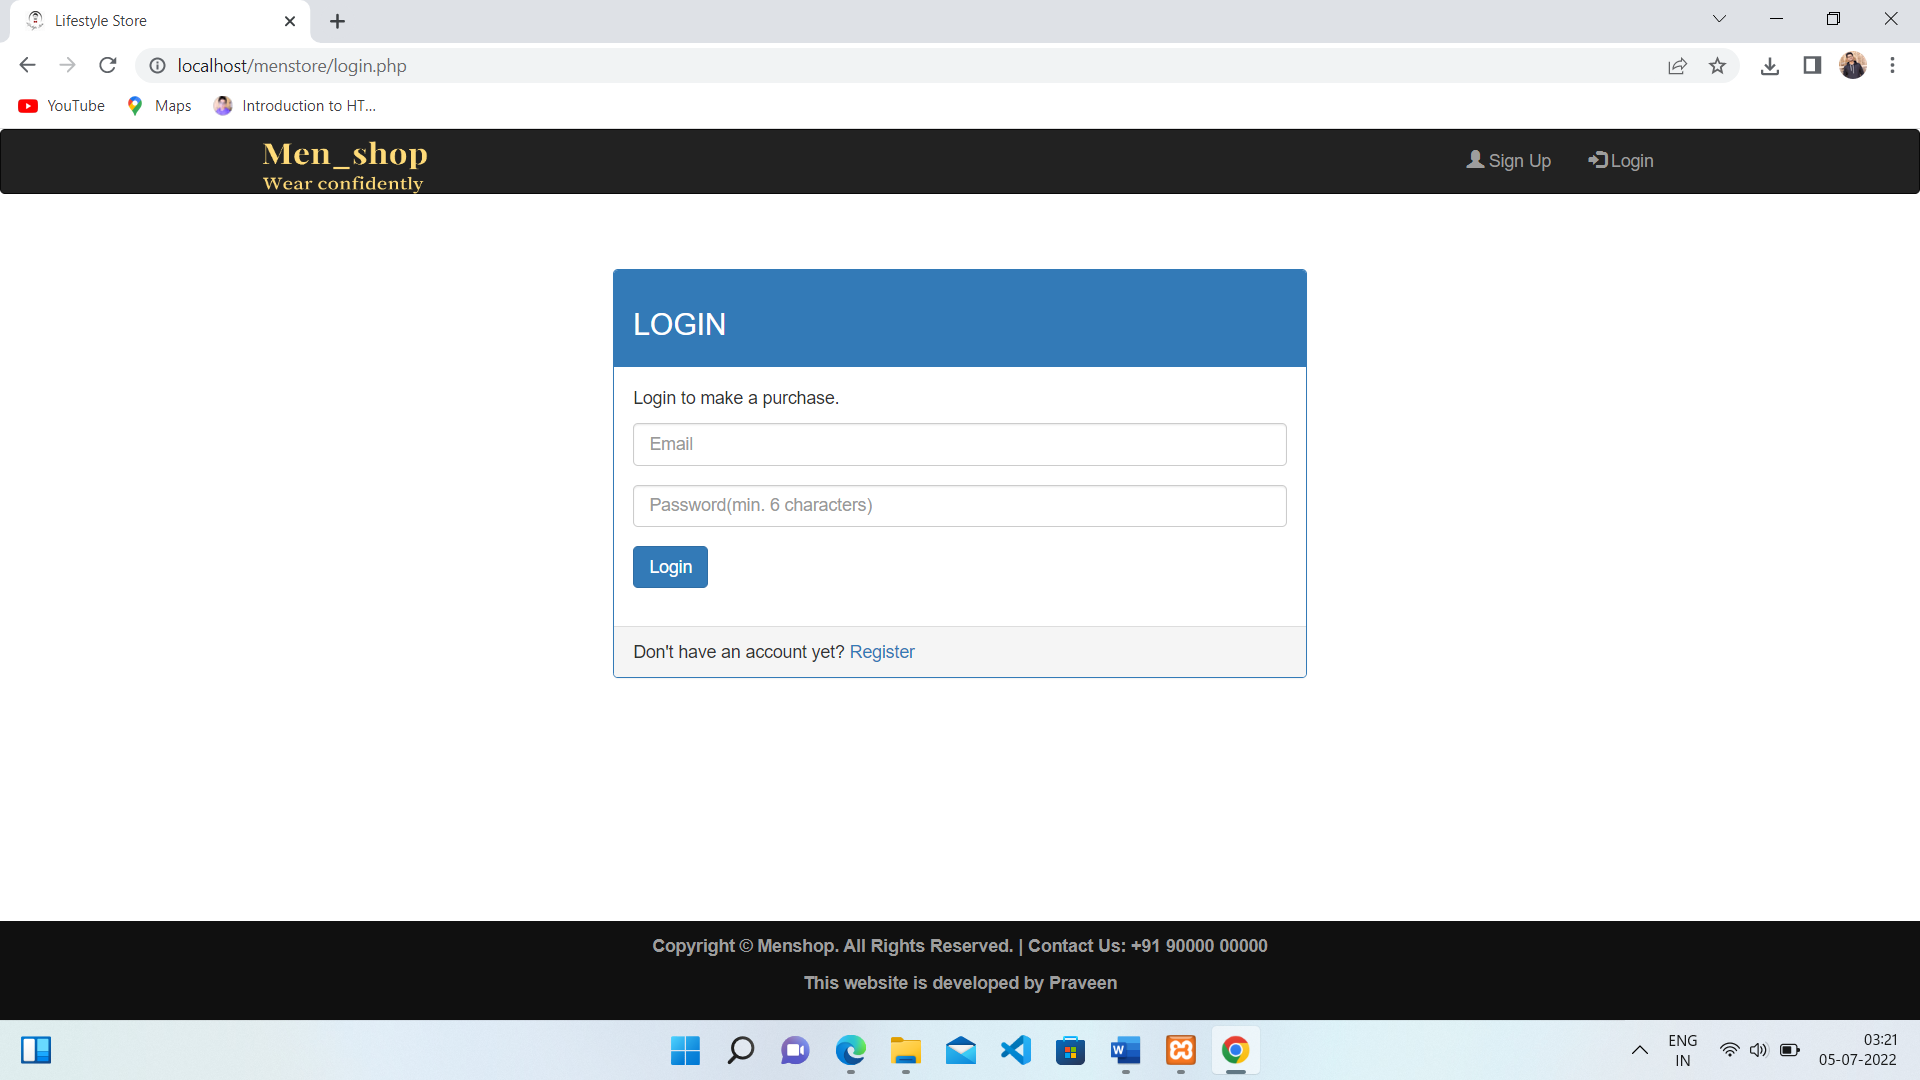 Lifestyle Store
localhost/menstore/login.php
YouTube
Maps
Introduction to HT...
Men_shop
Wear confidently
Sign Up
Login
LOGIN
Login to make a purchase.
Email
Password(min. 6 characters)
Login
Don't have an account yet? Register
Copyright © Menshop. All Rights Reserved. | Contact Us: +91 90000 00000
This website is developed by Praveen
ENG
IN
03:21
05-07-2022